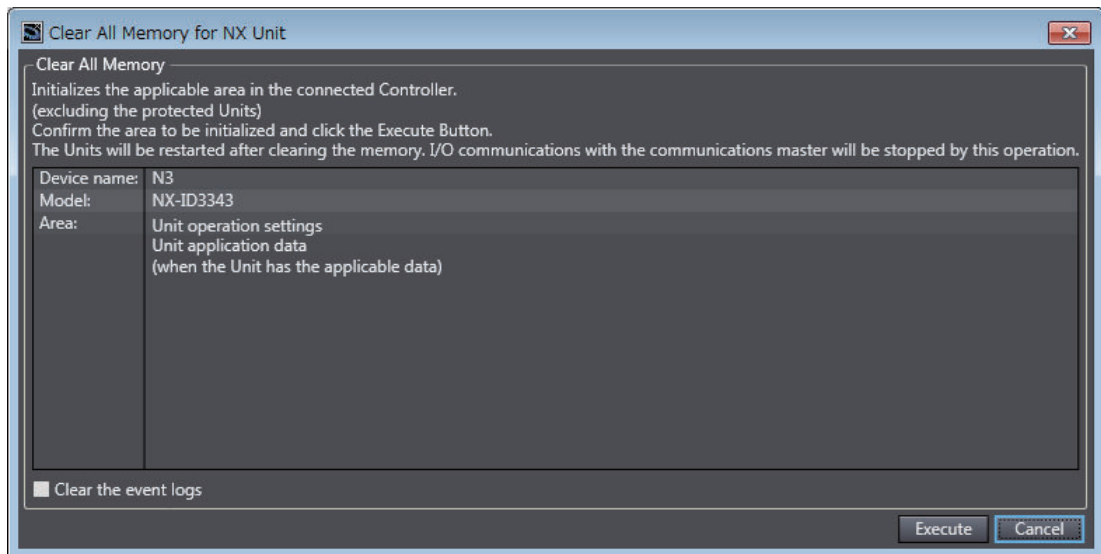 Clear All Memory for NX Unit
Clear All Memory
Initializes the applicable area in the connected Controller.
(excluding the protected Units)
Confirm the area to be initialized and click the Execute Button.
The Units will be restarted after clearing the memory. I/O communications with the communications master will be stopped by this operation.
Device name: N3
Model: NX-ID3343
Area: Unit operation settings
Unit application data
(when the Unit has the applicable data)
Clear the event logs
Execute Cancel